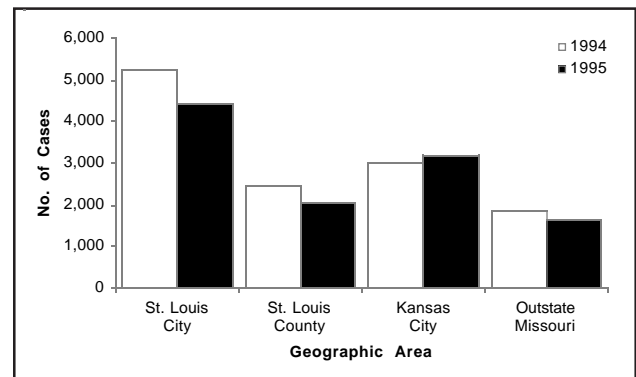 6,000
5,000
4,000
3,000
2,000
1,000
0
No. of Cases
1994
1995
St. Louis
City
St. Louis
County
Kansas
City
Outstate
Missouri
Geographic Area